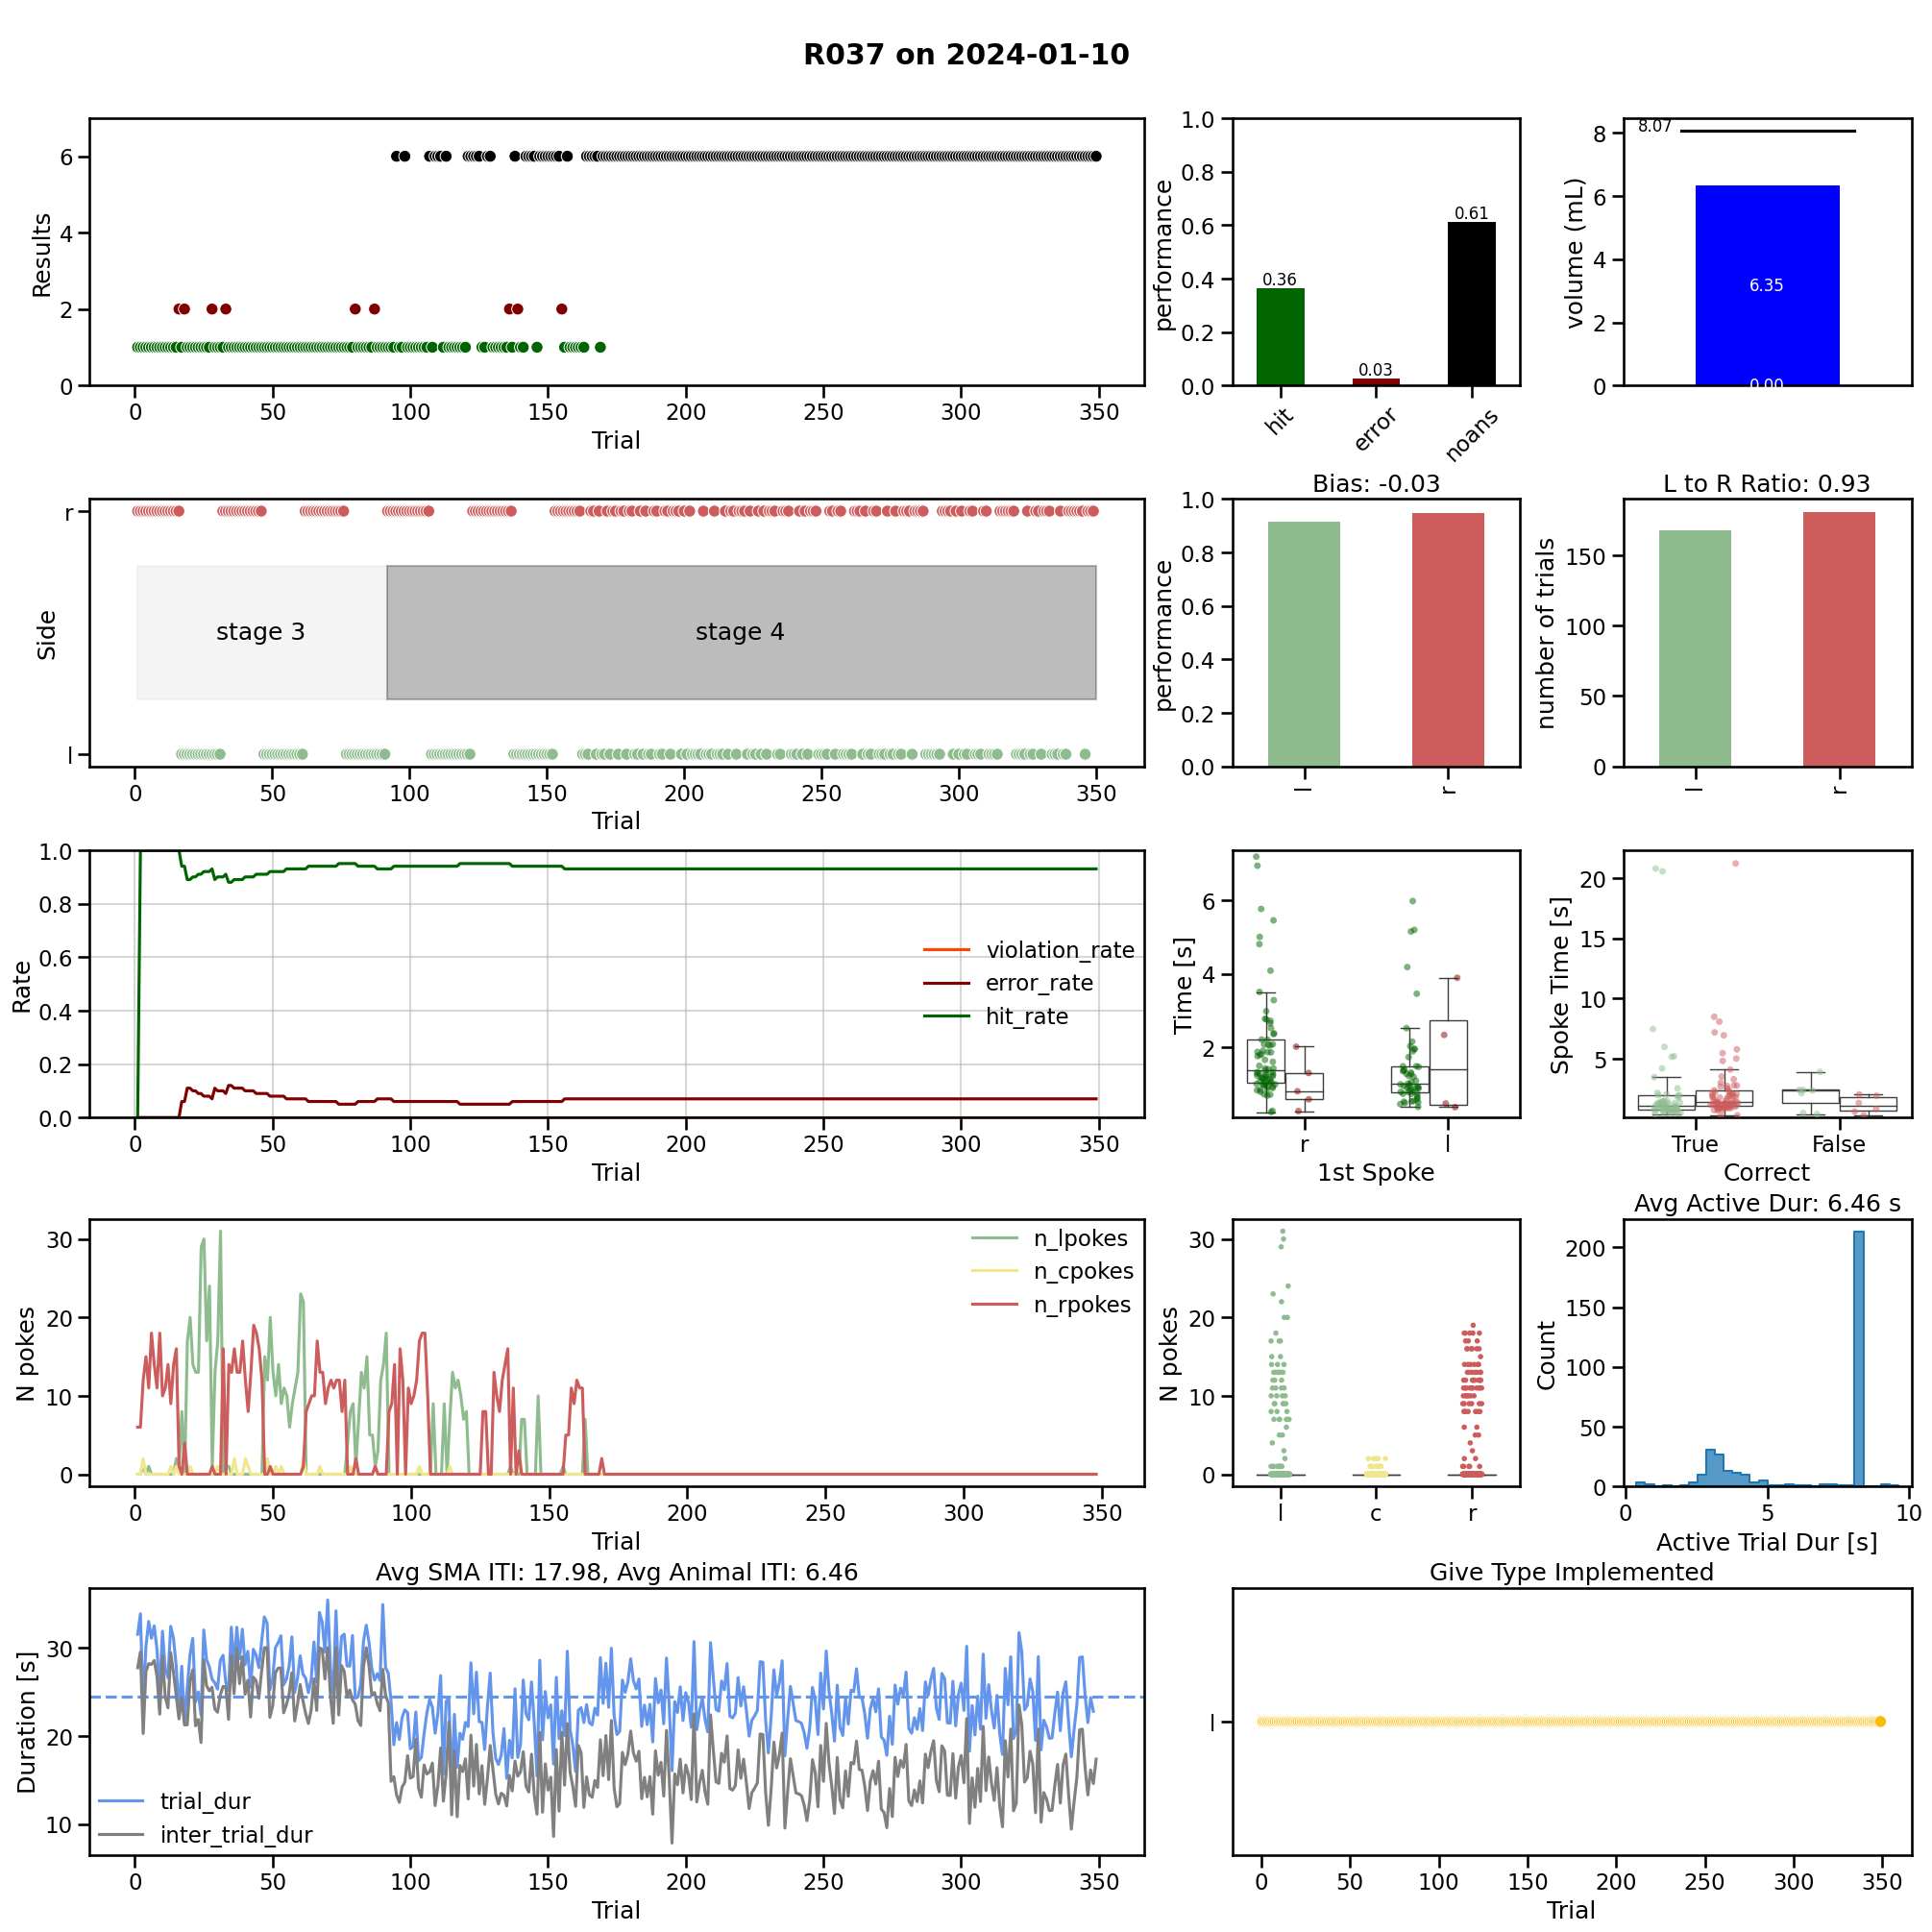 R037 on 2024-01-10
Results
6
4
2
0
0 50 100 150 200 250 300 350
Trial
performance
1.0
0.8
0.6
0.4
0.2
0.0
0.36
0.03
0.61
hit error noans
volume (mL)
8
6
4
2
0
8.07
6.35
0.00
Side
r
l
stage 3
stage 4
0 50 100 150 200 250 300 350
Trial
Bias: -0.03
performance
1.0
0.8
0.6
0.4
0.2
0.0
l r
L to R Ratio: 0.93
number of trials
150
100
50
0
l r
Rate
1.0
0.8
0.6
0.4
0.2
0.0
violation_rate
error_rate
hit_rate
0 50 100 150 200 250 300 350
Trial
Time [s]
6
4
2
r l
1st Spoke
Spoke Time [s]
20
15
10
5
True False
Correct
N pokes
30
20
10
0
n_lpokes
n_cpokes
n_rpokes
0 50 100 150 200 250 300 350
Trial
N pokes
30
20
10
0
l c r
Avg Active Dur: 6.46 s
Count
200
150
100
50
0
0 5 10
Active Trial Dur [s]
Avg SMA ITI: 17.98, Avg Animal ITI: 6.46
Duration [s]
30
20
10
trial_dur
inter_trial_dur
0 50 100 150 200 250 300 350
Trial
Give Type Implemented
l
0 50 100 150 200 250 300 350
Trial